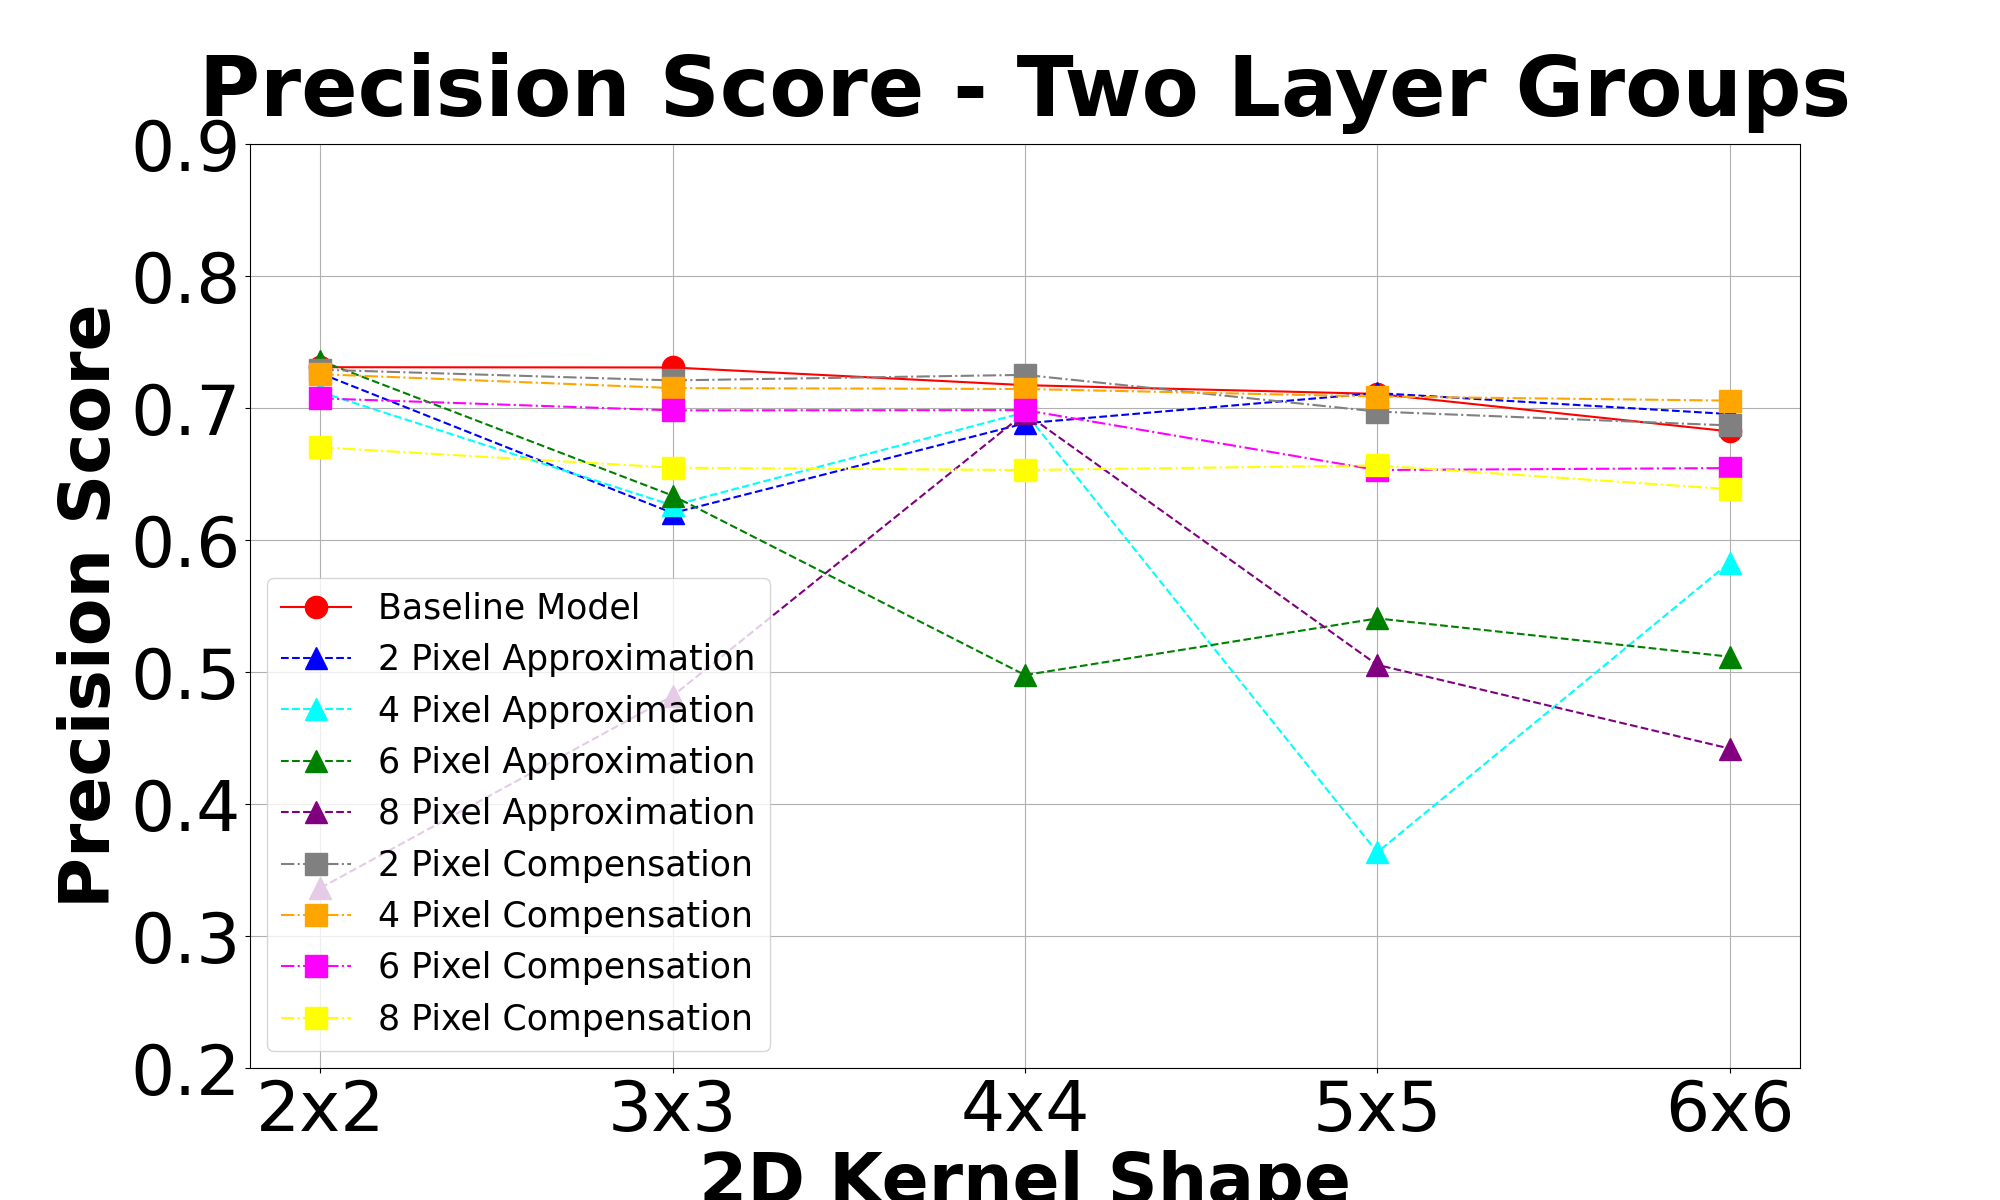 Precision Score - Two Layer Groups
0.9
0.8
0.7
0.6
0.5
0.4
0.3
0.2
Precision Score
Baseline Model
2 Pixel Approximation
4 Pixel Approximation
6 Pixel Approximation
8 Pixel Approximation
2 Pixel Compensation
4 Pixel Compensation
6 Pixel Compensation
8 Pixel Compensation
2x2 3x3 4x4 5x5 6x6
2D Kernel Shape